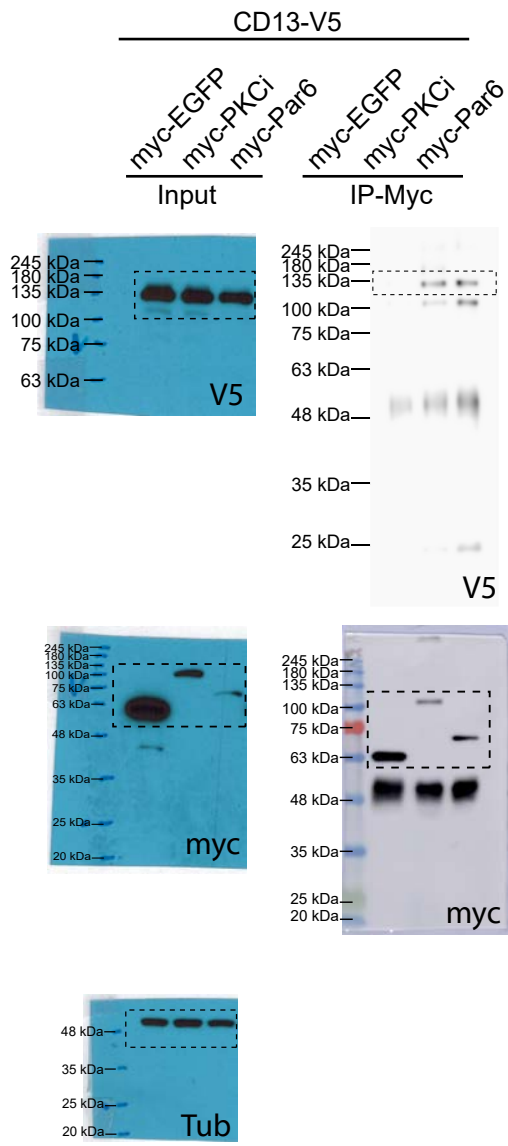 CD13-V5
myc-EGFP
myc-PKCi
myc-Par6
myc-EGFP
myc-PKCi
myc-Par6
Input
IP-Myc
245 kDa
180 kDa
135 kDa
100 kDa
75 kDa
63 kDa
V5
245 kDa
180 kDa
135 kDa
100 kDa
75 kDa
63 kDa
48 kDa
35 kDa
25 kDa
V5
245 kDa
180 kDa
135 kDa
100 kDa
75 kDa
63 kDa
48 kDa
35 kDa
25 kDa
20 kDa
myc
245 kDa
180 kDa
135 kDa
100 kDa
75 kDa
63 kDa
48 kDa
35 kDa
25 kDa
20 kDa
myc
48 kDa
35 kDa
25 kDa
20 kDa
Tub